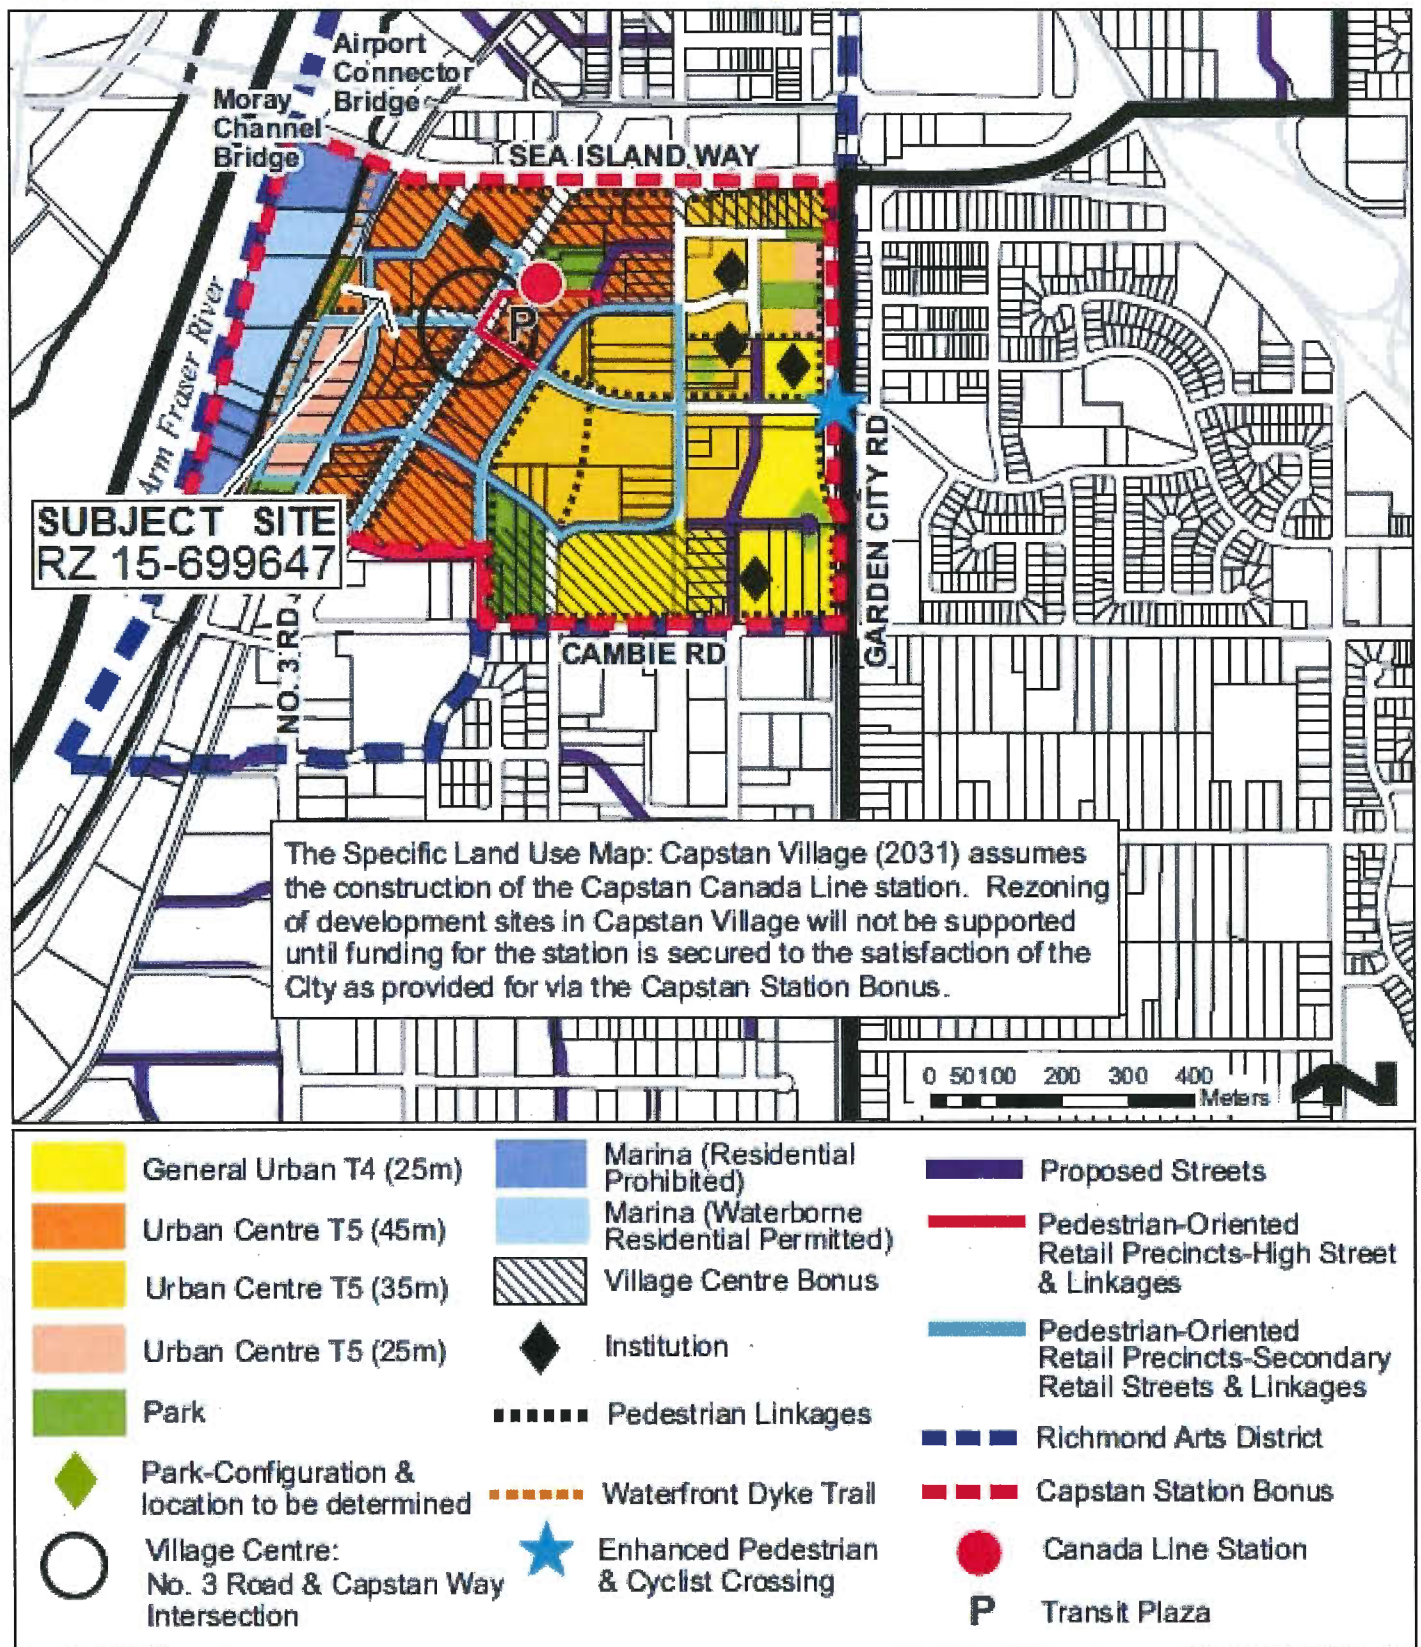 Airport
Connector
Bridge
Moray
Channel
Bridge
SEA ISLAND WAY
Arm Fraser River
P
SUBJECT SITE
RZ 15-699647
NO. 3 RD
CAMBIE RD
GARDEN CITY RD
The Specific Land Use Map: Capstan Village (2031) assumes
the construction of the Capstan Canada Line station. Rezoning
of development sites in Capstan Village will not be supported
until funding for the station is secured to the satisfaction of the
City as provided for via the Capstan Station Bonus.
0 50 100 200 300 400
Meters
General Urban T4 (25m)
Urban Centre T5 (45m)
Urban Centre T5 (35m)
Urban Centre T5 (25m)
Park
Park-Configuration &
location to be determined
Village Centre:
No. 3 Road & Capstan Way
Intersection
Marina (Residential
Prohibited)
Marina (Waterborne
Residential Permitted)
Village Centre Bonus
Institution
Pedestrian Linkages
Waterfront Dyke Trail
Enhanced Pedestrian
& Cyclist Crossing
Proposed Streets
Pedestrian-Oriented
Retail Precincts-High Street
& Linkages
Pedestrian-Oriented
Retail Precincts-Secondary
Retail Streets & Linkages
Richmond Arts District
Capstan Station Bonus
Canada Line Station
P Transit Plaza